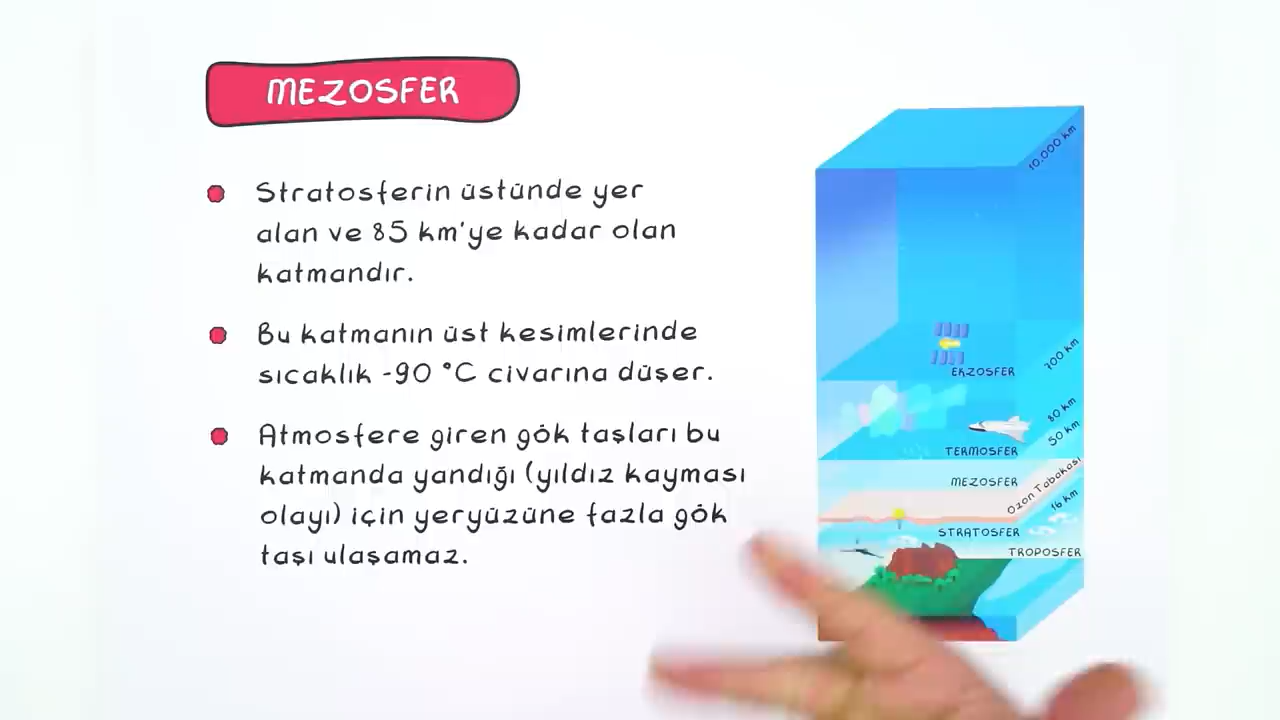 MEZOSFER
Stratosferin üstünde yer
alan ve 85 km'ye kadar olan
katmandır.
Bu katmanın üst kesimlerinde
sıcaklık -90 °C civarına düşer.
Atmosfere giren gök taşları bu
katmanda yandığı (yıldız kayması
olayı) için yeryüzüne fazla gök
taşı ulaşamaz.
10.000 km
700 km
EKZOSFER
80 km
50 km
TERMOSFER
MEZOSFER
Ozon Tabakası
16 km
STRATOSFER
TROPOSFER